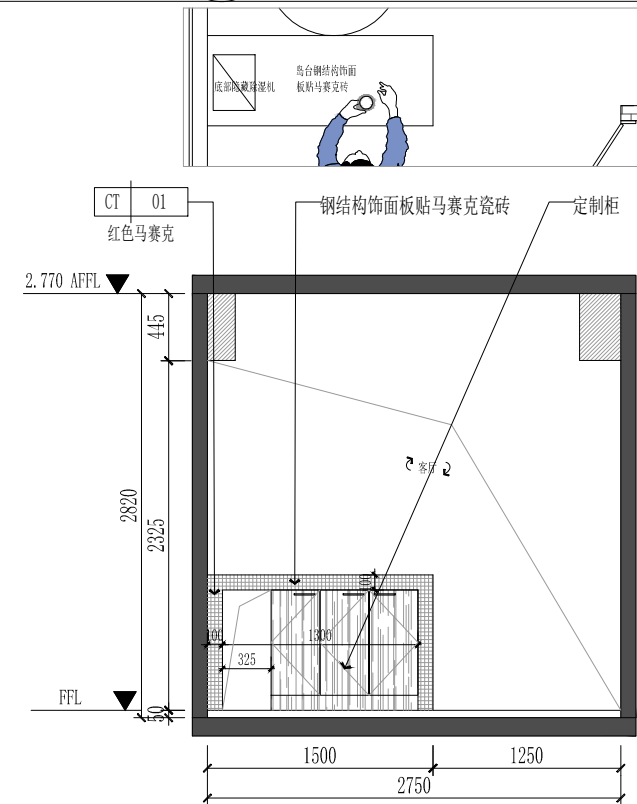 底部隐藏除湿机
岛台钢结构饰面
板贴马赛克砖
CT 01
红色马赛克
钢结构饰面板贴马赛克瓷砖
定制柜
2.770 AFFL
445
2820
2325
客厅
100
100
1300
325
FFL
50
1500
1250
2750